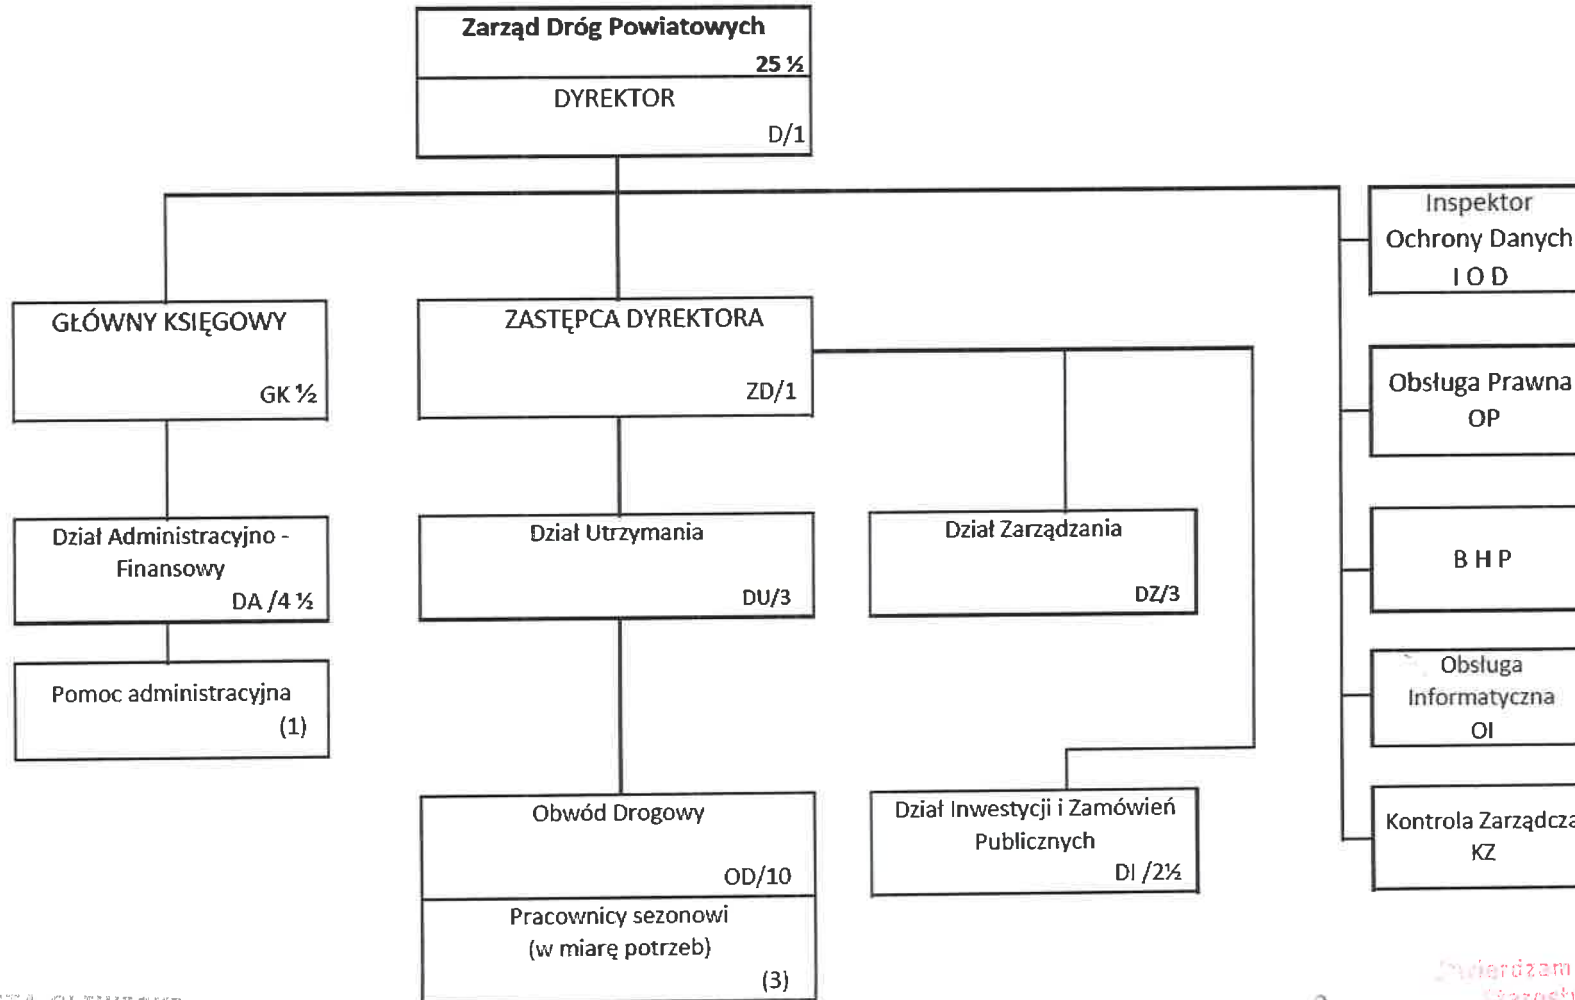 Zarząd Dróg Powiatowych
25 ½
DYREKTOR
D/1
GŁÓWNY KSIĘGOWY
GK ½
ZASTĘPCA DYREKTORA
ZD/1
Inspektor
Ochrony Danych
I O D
Obsługa Prawna
OP
B H P
Obsługa
Informatyczna
OI
Kontrola Zarządcza
KZ
Dział Administracyjno -
Finansowy
DA /4 ½
Pomoc administracyjna
(1)
Dział Utrzymania
DU/3
Dział Zarządzania
DZ/3
Obwód Drogowy
OD/10
Pracownicy sezonowi
(w miarę potrzeb)
(3)
Dział Inwestycji i Zamówień
Publicznych
DI /2½